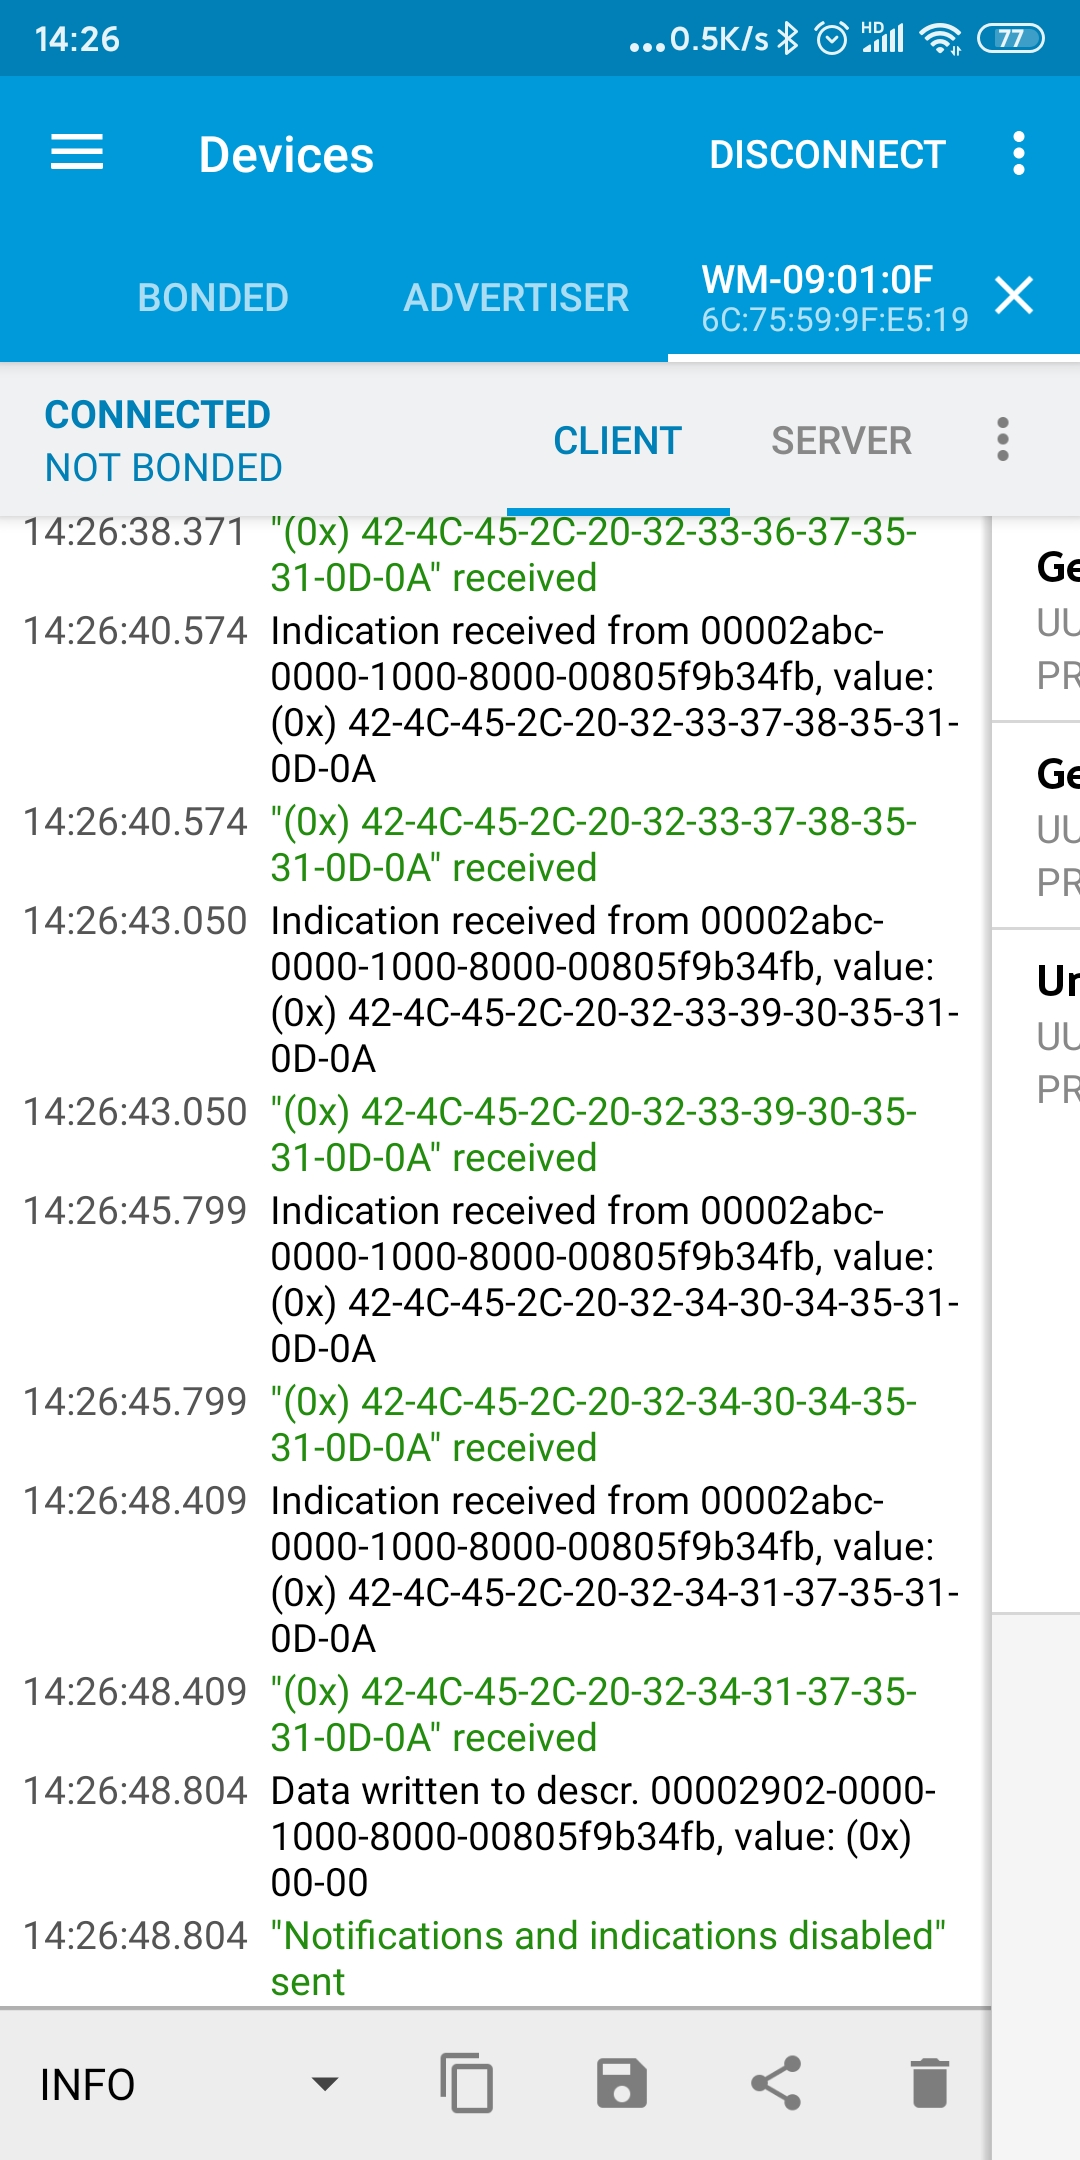 14:26
...0.5K/s HD 77
Devices
DISCONNECT
BONDED
ADVERTISER
WM-09:01:0F
6C:75:59:9F:E5:19
CONNECTED
NOT BONDED
CLIENT
SERVER
14:26:38.371 "(0x) 42-4C-45-2C-20-32-33-36-37-35-
31-0D-0A" received
14:26:40.574 Indication received from 00002abc-
0000-1000-8000-00805f9b34fb, value:
(0x) 42-4C-45-2C-20-32-33-37-38-35-31-
0D-0A
14:26:40.574 "(0x) 42-4C-45-2C-20-32-33-37-38-35-
31-0D-0A" received
14:26:43.050 Indication received from 00002abc-
0000-1000-8000-00805f9b34fb, value:
(0x) 42-4C-45-2C-20-32-33-39-30-35-31-
0D-0A
14:26:43.050 "(0x) 42-4C-45-2C-20-32-33-39-30-35-
31-0D-0A" received
14:26:45.799 Indication received from 00002abc-
0000-1000-8000-00805f9b34fb, value:
(0x) 42-4C-45-2C-20-32-34-30-34-35-31-
0D-0A
14:26:45.799 "(0x) 42-4C-45-2C-20-32-34-30-34-35-
31-0D-0A" received
14:26:48.409 Indication received from 00002abc-
0000-1000-8000-00805f9b34fb, value:
(0x) 42-4C-45-2C-20-32-34-31-37-35-31-
0D-0A
14:26:48.409 "(0x) 42-4C-45-2C-20-32-34-31-37-35-
31-0D-0A" received
14:26:48.804 Data written to descr. 00002902-0000-
1000-8000-00805f9b34fb, value: (0x)
00-00
14:26:48.804 "Notifications and indications disabled"
sent
Ge
UU
PR
Ge
UU
PR
UU
PR
INFO